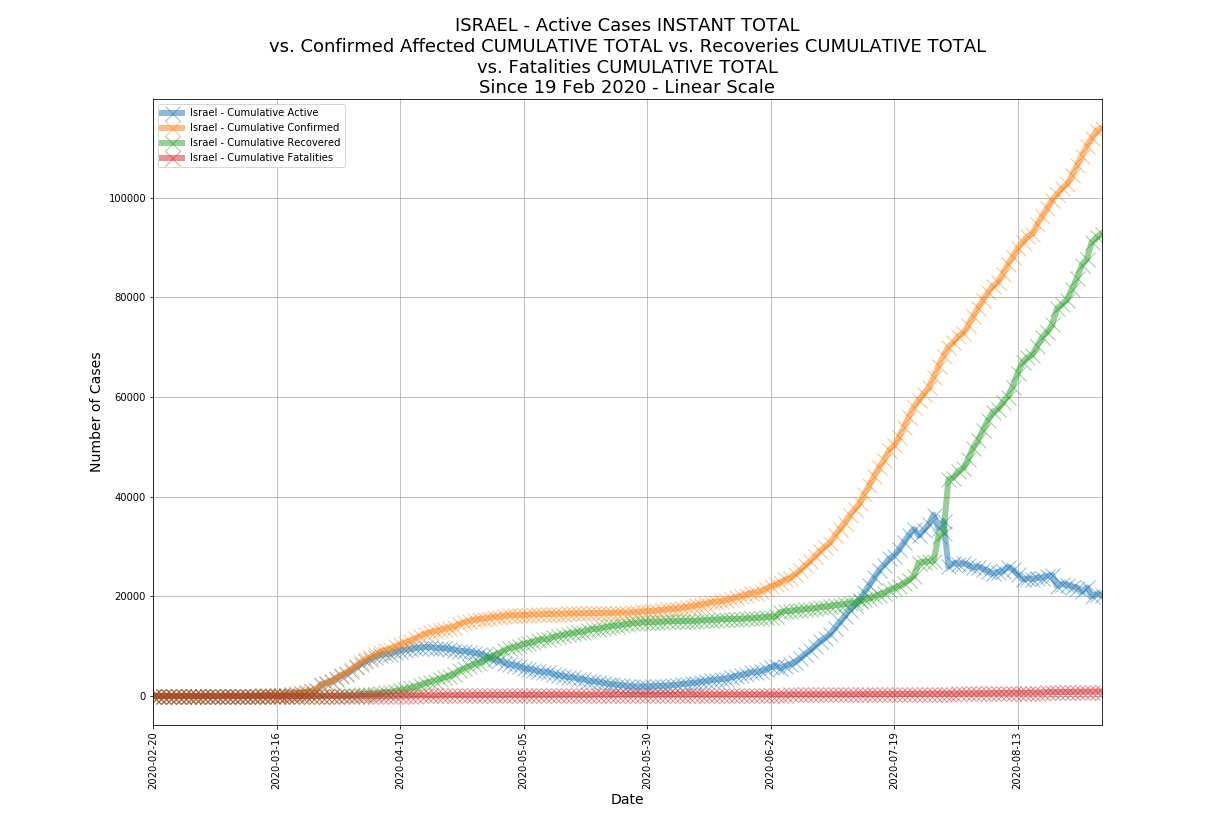 ISRAEL - Active Cases INSTANT TOTAL
vs. Confirmed Affected CUMULATIVE TOTAL vs. Recoveries CUMULATIVE TOTAL
vs. Fatalities CUMULATIVE TOTAL
Since 19 Feb 2020 - Linear Scale
Israel - Cumulative Active
Israel - Cumulative Confirmed
Israel - Cumulative Recovered
Israel - Cumulative Fatalities
Number of Cases
100000
80000
60000
40000
20000
0
2020-02-20
2020-03-16
2020-04-10
2020-05-05
2020-05-30
2020-06-24
2020-07-19
2020-08-13
Date